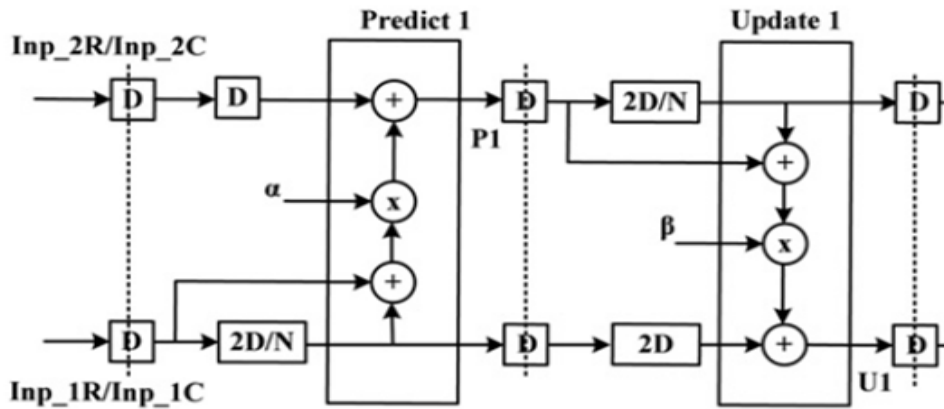 Predict 1
Update 1
Inp_2R/Inp_2C
D
D
+
D
2D/N
D
P1
+
α
x
β
x
+
D
2D/N
D
2D
+
D
Inp_1R/Inp_1C
U1